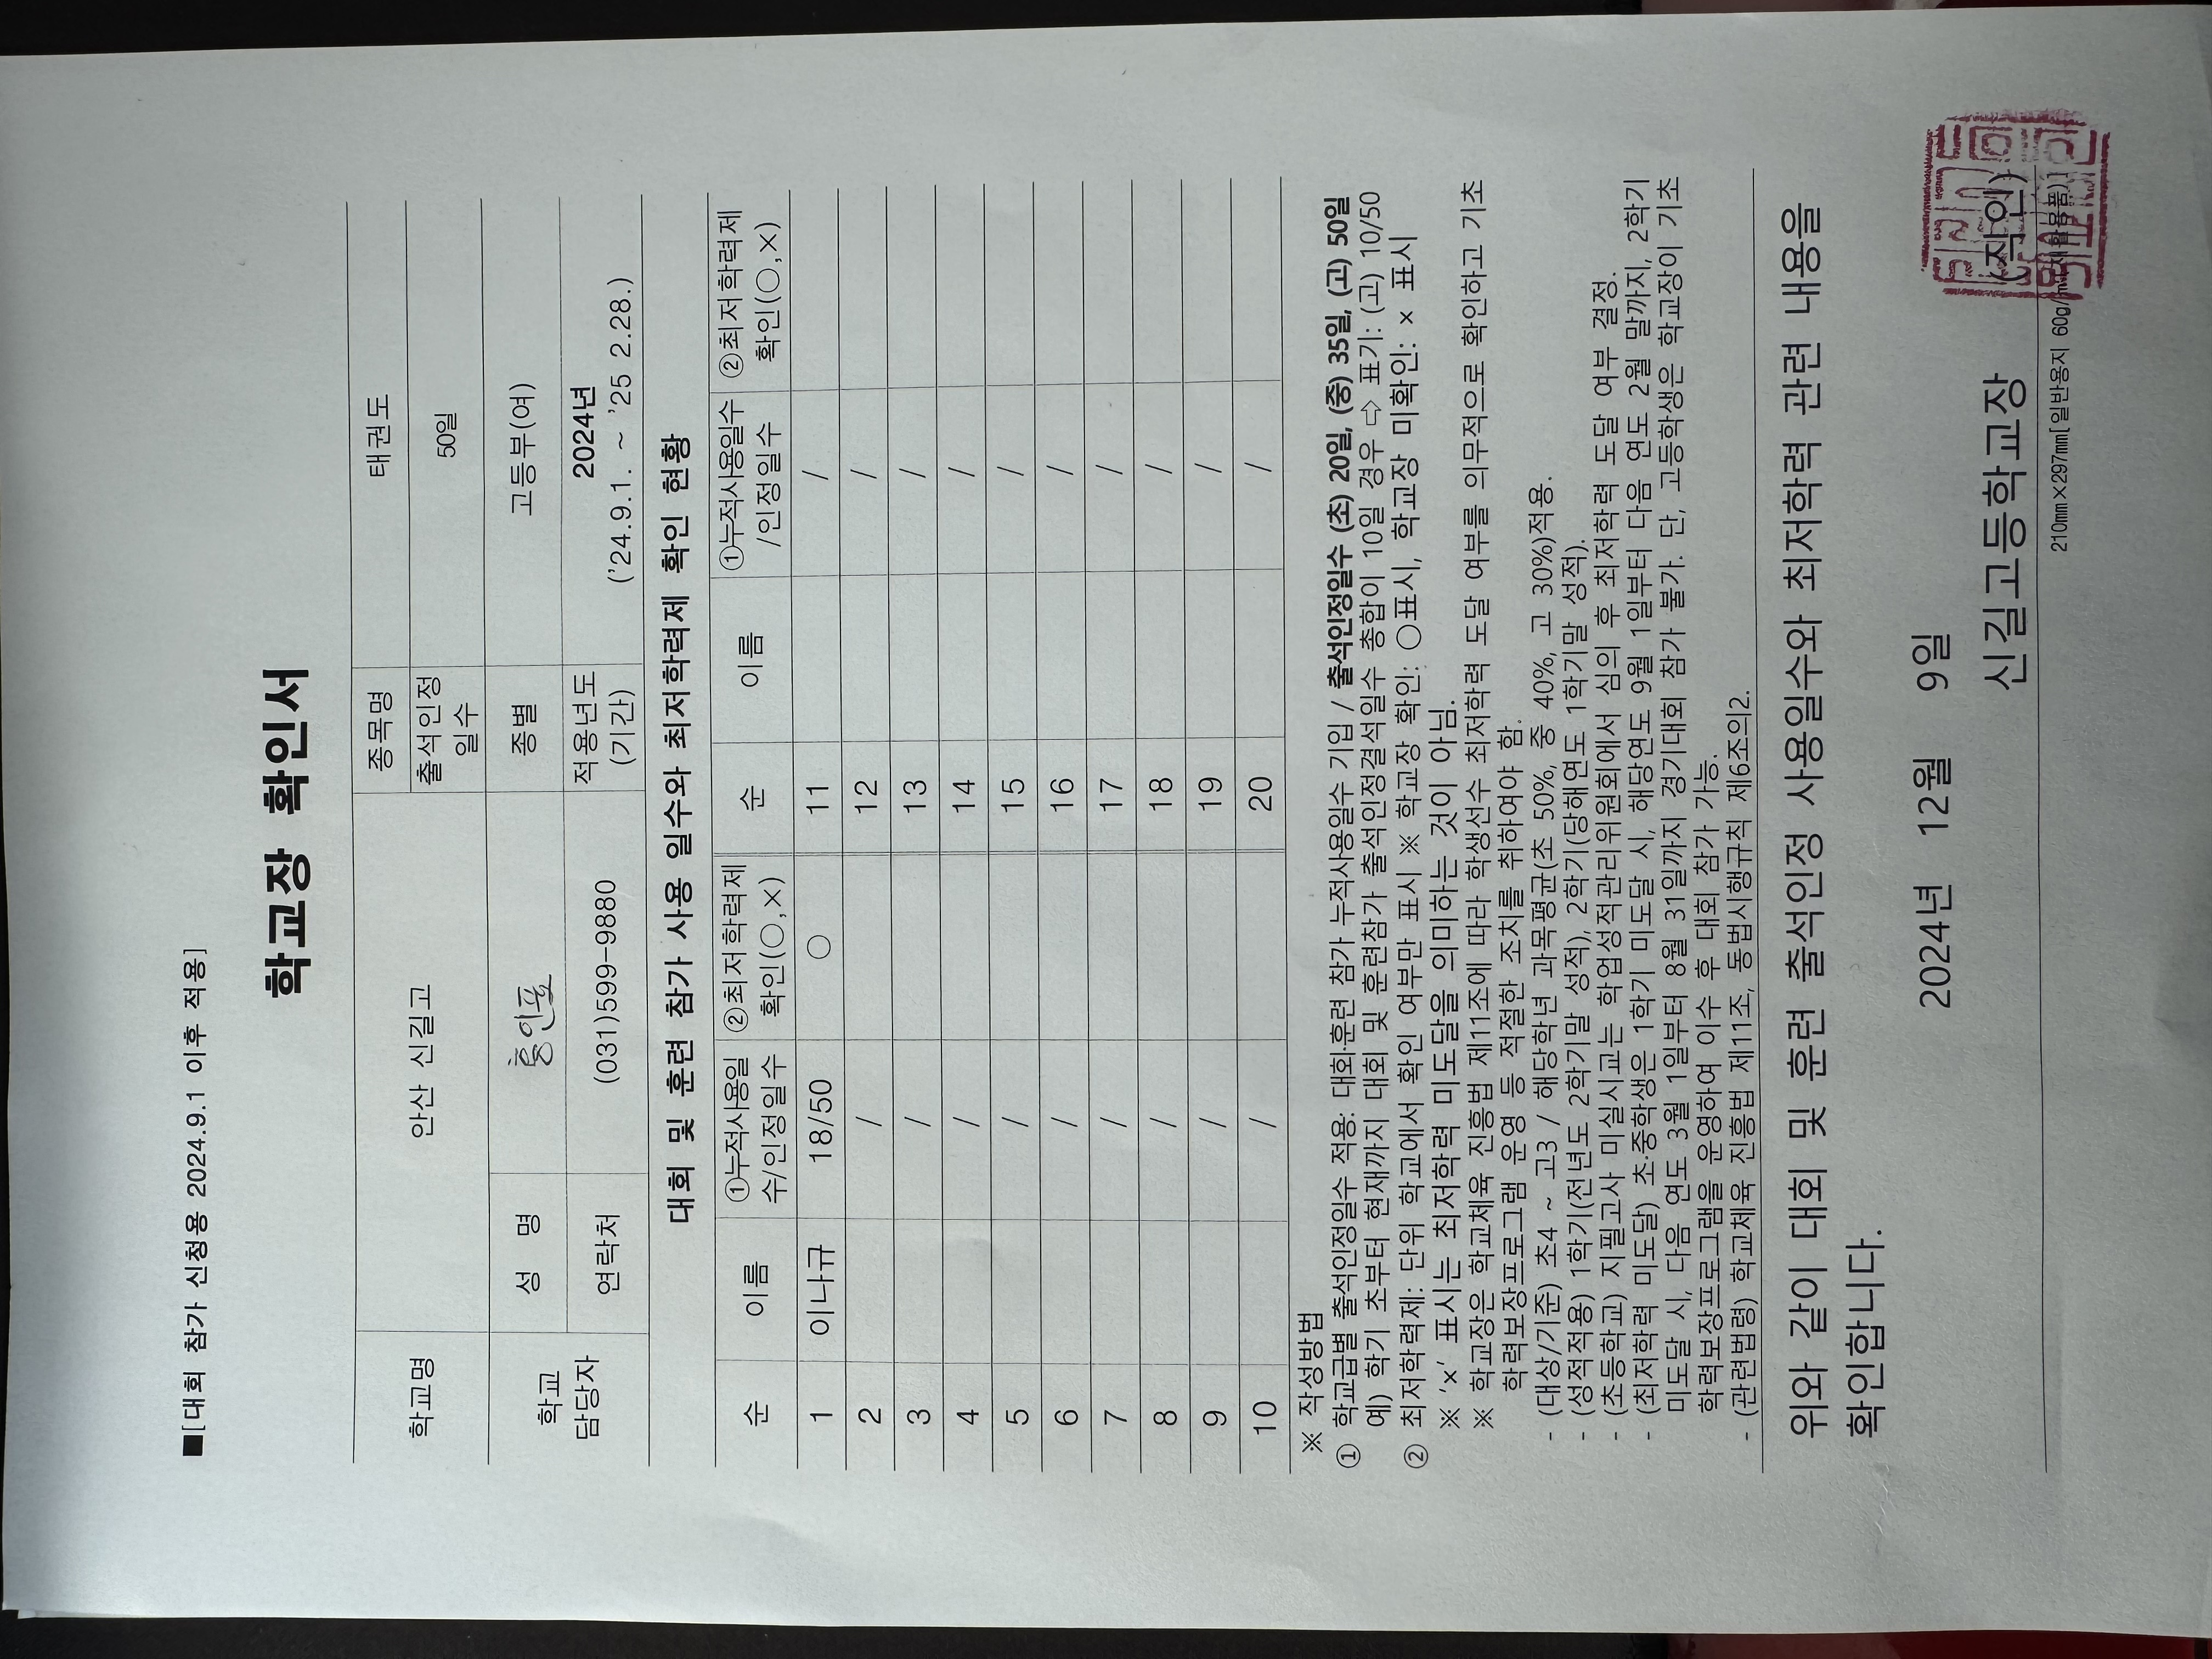 ■[대회 참가 신청용 2024.9.1 이후 적용]
학교장 확인서
학교명 안산 신길고 종목명 태권도
출석인정일수 50일
학교 담당자 성 명 종별 고등부(여)
연락처 (031)599-9880 적용년도(기간) 2024년 ('24.9.1. ~ '25 2.28.)
대회 및 훈련 참가 사용 일수와 최저학력제 확인 현황
순 이름 ①누적사용일수/인정일수 ②최저학력제 확인(○,×) 순 이름 ①누적사용일수/인정일수 ②최저학력제 확인(○,×)
1 이나규 18/50 ○ 11 /
2 / 12 /
3 / 13 /
4 / 14 /
5 / 15 /
6 / 16 /
7 / 17 /
8 / 18 /
9 / 19 /
10 / 20 /
※ 작성방법
① 학교급별 출석인정일수 적용: 대회·훈련 참가 누적사용일수 기입 / 출석인정일수 (초) 20일, (중) 35일, (고) 50일
예) 학기 초부터 현재까지 대회 및 훈련참가 출석인정결석일수 총합이 10일 경우 ⇨ 표기: (고) 10/50
② 최저학력제: 단위 학교에서 확인 여부만 표시 ※ 학교장 확인: ○표시, 학교장 미확인: × 표시
※ '×' 표시는 최저학력 미도달을 의미하는 것이 아님.
※ 학교장은 학교체육 진흥법 제11조에 따라 학생선수 최저학력 도달 여부를 의무적으로 확인하고 기초
학력보장프로그램 운영 등 적절한 조치를 취하여야 함.
- (대상/기준) 초4 ~ 고3 / 해당학년 과목평균(초 50%, 중 40%, 고 30%)적용.
- (성적적용) 1학기(전년도 2학기말 성적), 2학기(당해연도 1학기말 성적).
- (초등학교) 지필고사 미실시교는 학업성적관리위원회에서 심의 후 최저학력 도달 여부 결정.
- (최저학력 미도달) 초·중학생은 1학기 미도달 시, 해당연도 9월 1일부터 다음 연도 2월 말까지, 2학기
미도달 시, 다음 연도 3월 1일부터 8월 31일까지 경기대회 참가 불가. 단, 고등학생은 학교장이 기초
학력보장프로그램을 운영하여 이수 후 대회 참가 가능.
- (관련법령) 학교체육 진흥법 제11조, 동법시행규칙 제6조의2.
위와 같이 대회 및 훈련 출석인정 사용일수와 최저학력 관련 내용을
확인합니다.
2024년 12월 9일
신길고등학교장 (직인)
210mm×297mm[일반용지 60g/㎡(재활용품)]